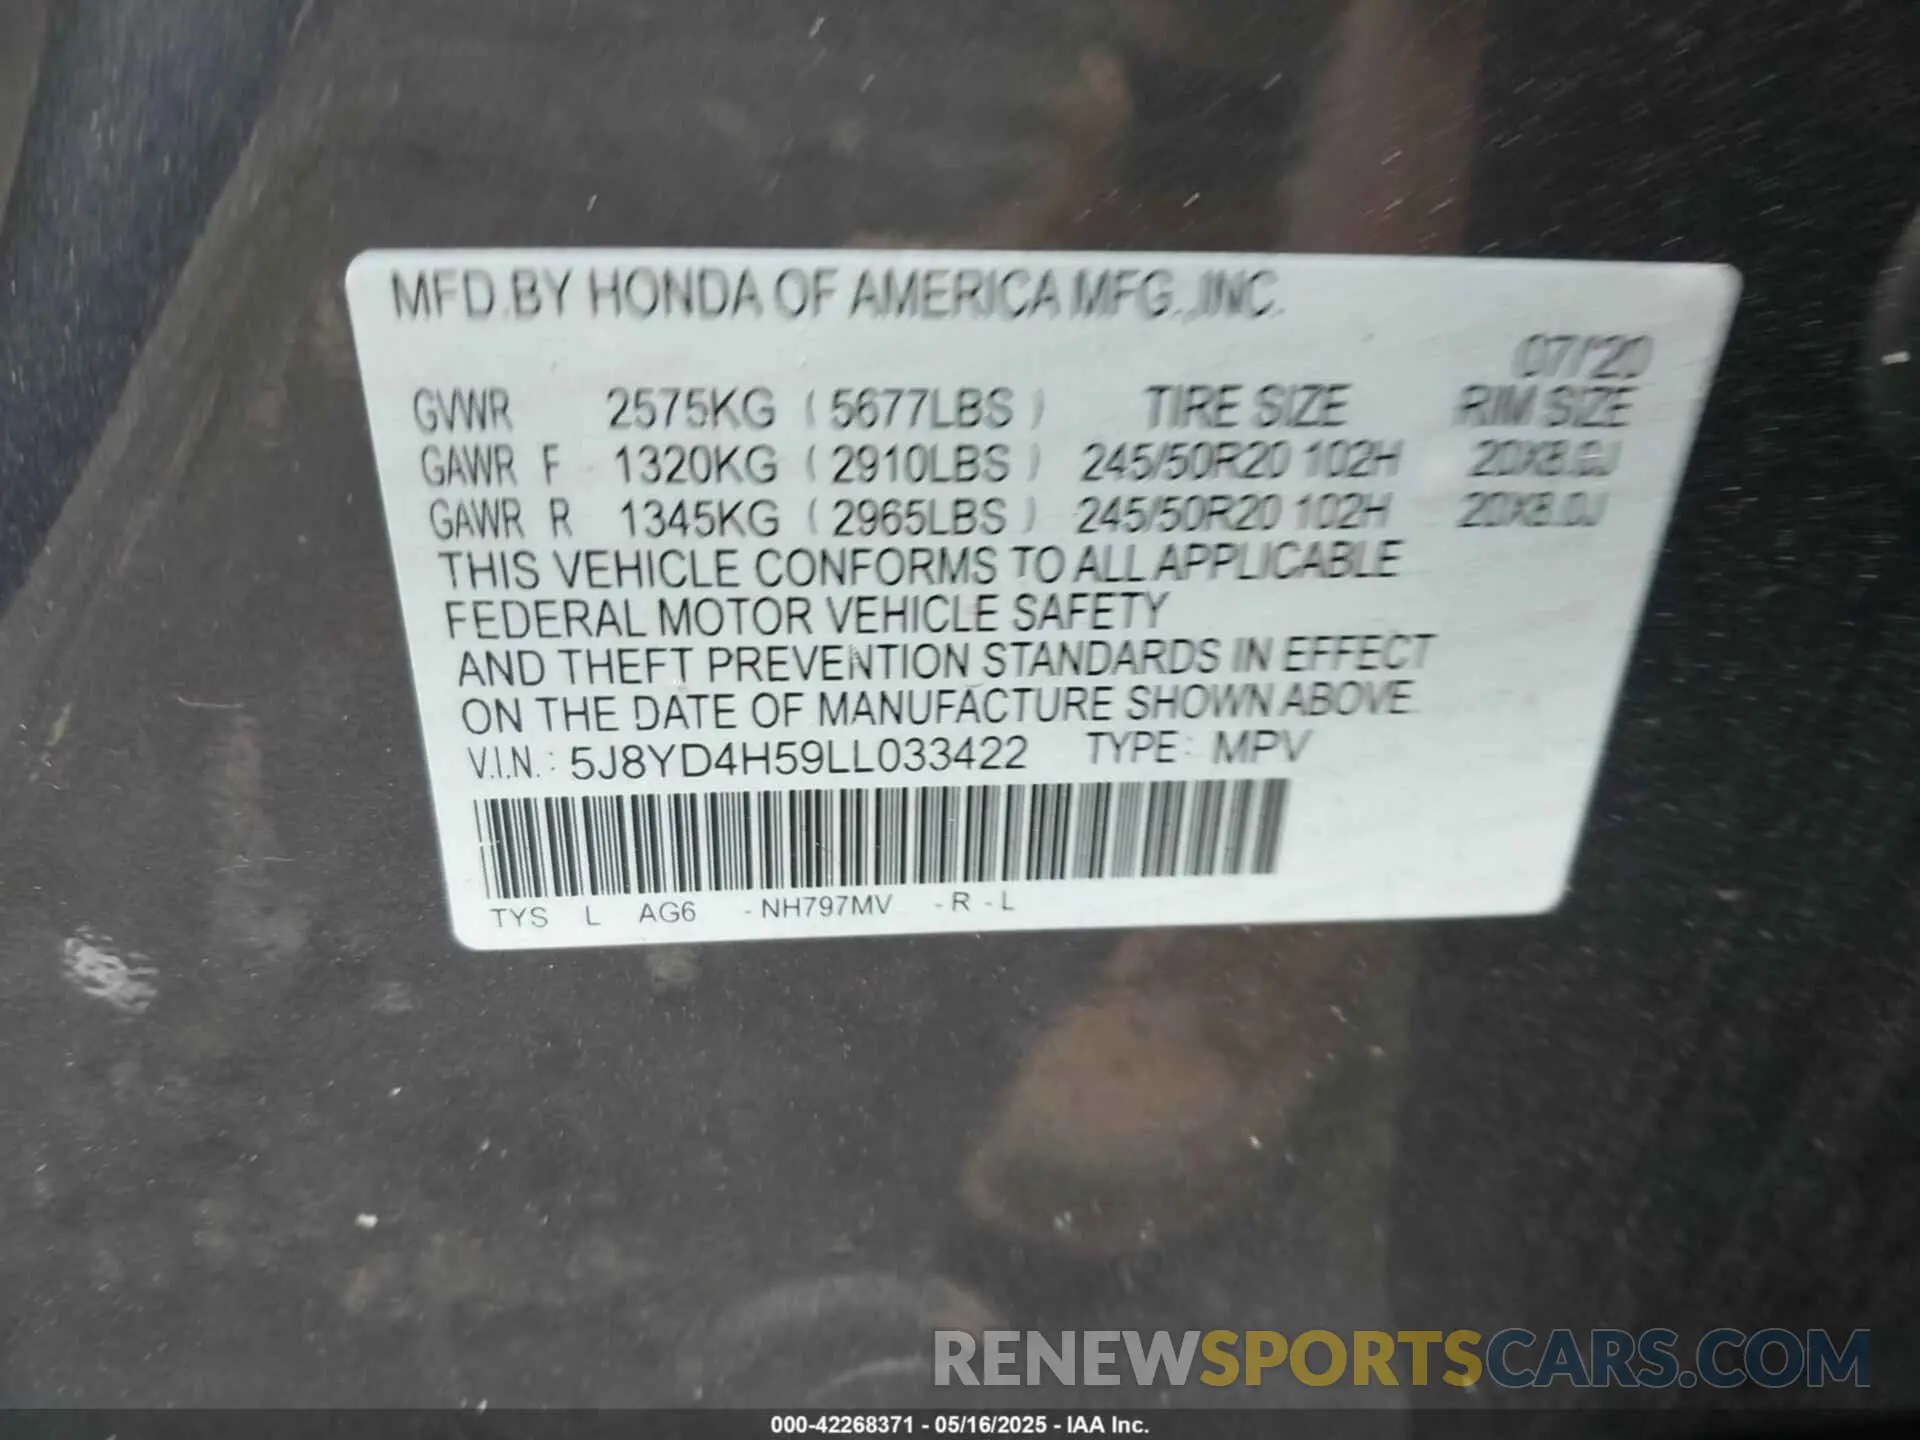 MFD.BY HONDA OF AMERICA MFG.,INC.
07/'20
GVWR 2575KG ( 5677LBS ) TIRE SIZE RIM SIZE
GAWR F 1320KG ( 2910LBS ) 245/50R20 102H 20X8.0J
GAWR R 1345KG ( 2965LBS ) 245/50R20 102H 20X8.0J
THIS VEHICLE CONFORMS TO ALL APPLICABLE
FEDERAL MOTOR VEHICLE SAFETY
AND THEFT PREVENTION STANDARDS IN EFFECT
ON THE DATE OF MANUFACTURE SHOWN ABOVE.
V.I.N.: 5J8YD4H59LL033422 TYPE: MPV
TYS L AG6 - NH797MV - R - L
RENEWSPORTSCARS.COM
000-42268371 - 05/16/2025 - IAA Inc.